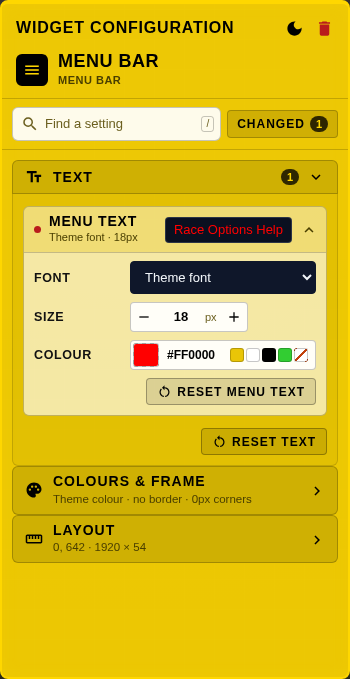 WIDGET CONFIGURATION
MENU BAR
MENU BAR
Find a setting /
CHANGED 1
TEXT 1
MENU TEXT
Theme font · 18px
Race Options Help
FONT Theme font
SIZE − 18 px +
COLOUR #FF0000
RESET MENU TEXT
RESET TEXT
COLOURS & FRAME
Theme colour · no border · 0px corners
LAYOUT
0, 642 · 1920 × 54